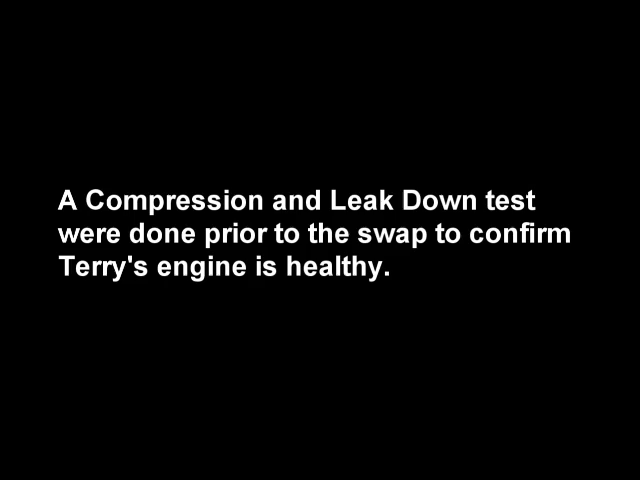 A Compression and Leak Down test
were done prior to the swap to confirm
Terry's engine is healthy.